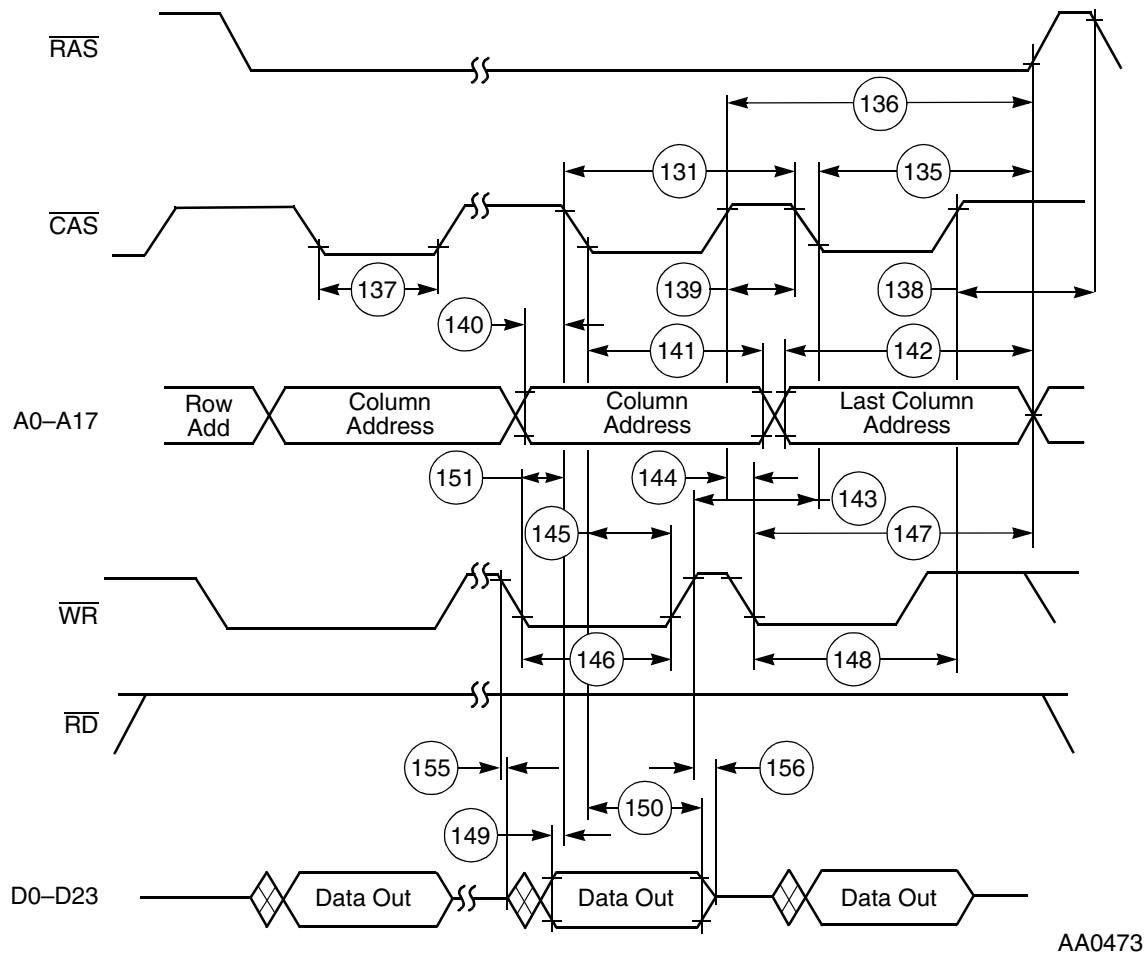 RAS
136
131
135
CAS
137
139
138
140
141
142
A0–A17
Row
Add
Column
Address
Column
Address
Last Column
Address
151
144
143
145
147
WR
146
148
RD
155
156
150
149
D0–D23
Data Out
Data Out
Data Out
AA0473